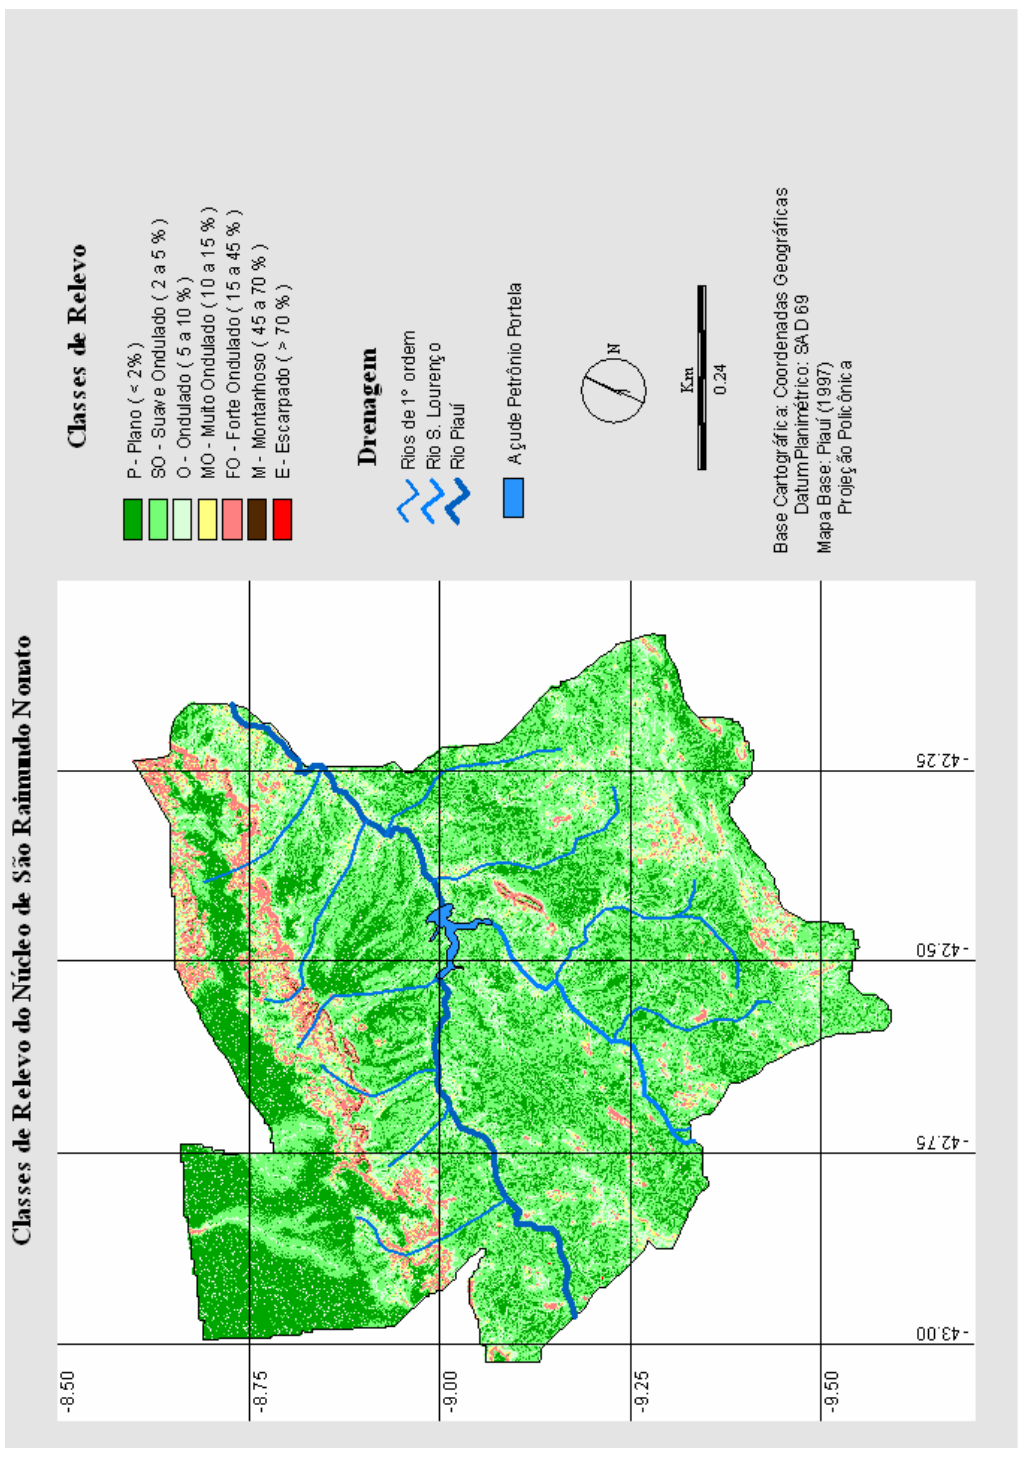 Classes de Relevo do Núcleo de São Raimundo Nonato
-8.50
-8.75
-9.00
-9.25
-9.50
-43.00
-42.75
-42.50
-42.25
Classes de Relevo
P - Plano ( < 2% )
SO - Suave Ondulado ( 2 a 5 % )
O - Ondulado ( 5 a 10 % )
MO - Muito Ondulado ( 10 a 15 % )
FO - Forte Ondulado ( 15 a 45 % )
M - Montanhoso ( 45 a 70 % )
E - Escarpado ( > 70 % )
Drenagem
Rios de 1° ordem
Rio S. Lourenço
Rio Piauí
Açude Petrônio Portela
N
Km
0.24
Base Cartográfica: Coordenadas Geográficas
Datum Planimétrico: SAD 69
Mapa Base: Piauí (1997)
Projeção Policônica